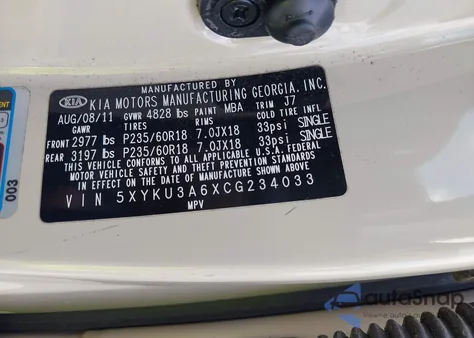 MANUFACTURED BY
KIA KIA MOTORS MANUFACTURING GEORGIA, INC.
AUG/08/11 GVWR 4828 lbs PAINT MBA TRIM J7
GAWR TIRES RIMS COLD TIRE INFL
FRONT 2977 lbs P235/60R18 7.0JX18 33psi SINGLE
REAR 3197 lbs P235/60R18 7.0JX18 33psi SINGLE
THIS VEHICLE CONFORMS TO ALL APPLICABLE U.S.A. FEDERAL
MOTOR VEHICLE SAFETY AND THEFT PREVENTION STANDARDS
IN EFFECT ON THE DATE OF MANUFACTURE SHOWN ABOVE.
VIN 5XYKU3A6XCG234033
MPV
003
autoSnap